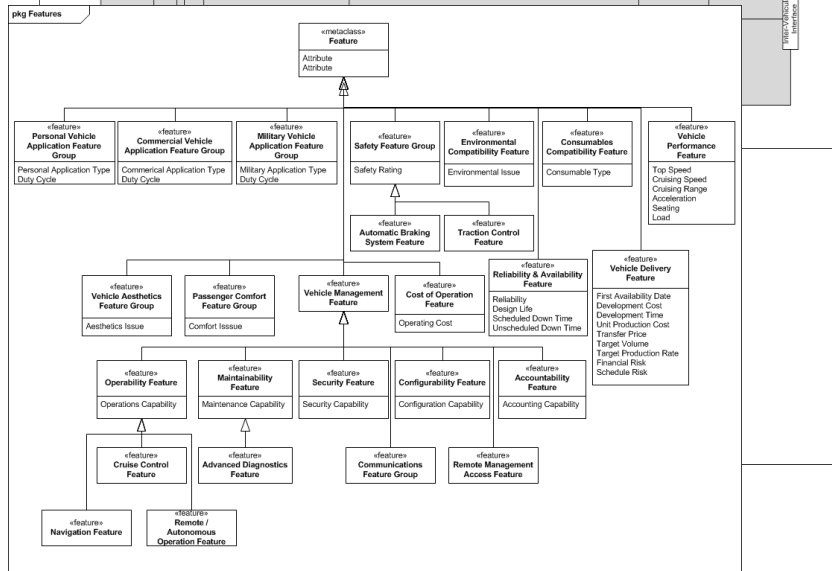 pkg Features
Inter-Vehicul
Interface
«metaclass»
Feature
Attribute
Attribute
«feature»
Personal Vehicle
Application Feature
Group
Personal Application Type
Duty Cycle
«feature»
Commercial Vehicle
Application Feature Group
Commerical Application Type
Duty Cycle
«feature»
Military Vehicle
Application Feature
Group
Military Application Type
Duty Cycle
«feature»
Safety Feature Group
Safety Rating
«feature»
Environmental
Compatibility Feature
Environmental Issue
«feature»
Consumables
Compatibility Feature
Consumable Type
«feature»
Vehicle
Performance
Feature
Top Speed
Cruising Speed
Cruising Range
Acceleration
Seating
Load
«feature»
Automatic Braking
System Feature
«feature»
Traction Control
Feature
«feature»
Vehicle Aesthetics
Feature Group
Aesthetics Issue
«feature»
Passenger Comfort
Feature Group
Comfort Isssue
«feature»
Vehicle Management
Feature
«feature»
Cost of Operation
Feature
Operating Cost
«feature»
Reliability & Availability
Feature
Reliability
Design Life
Scheduled Down Time
Unscheduled Down Time
«feature»
Vehicle Delivery
Feature
First Availability Date
Development Cost
Development Time
Unit Production Cost
Transfer Price
Target Volume
Target Production Rate
Financial Risk
Schedule Risk
«feature»
Operability Feature
Operations Capability
«feature»
Maintainability
Feature
Maintenance Capability
«feature»
Security Feature
Security Capability
«feature»
Configurability Feature
Configuration Capability
«feature»
Accountability
Feature
Accounting Capability
«feature»
Cruise Control
Feature
«feature»
Advanced Diagnostics
Feature
«feature»
Communications
Feature Group
«feature»
Remote Management
Access Feature
«feature»
Navigation Feature
«feature»
Remote /
Autonomous
Operation Feature